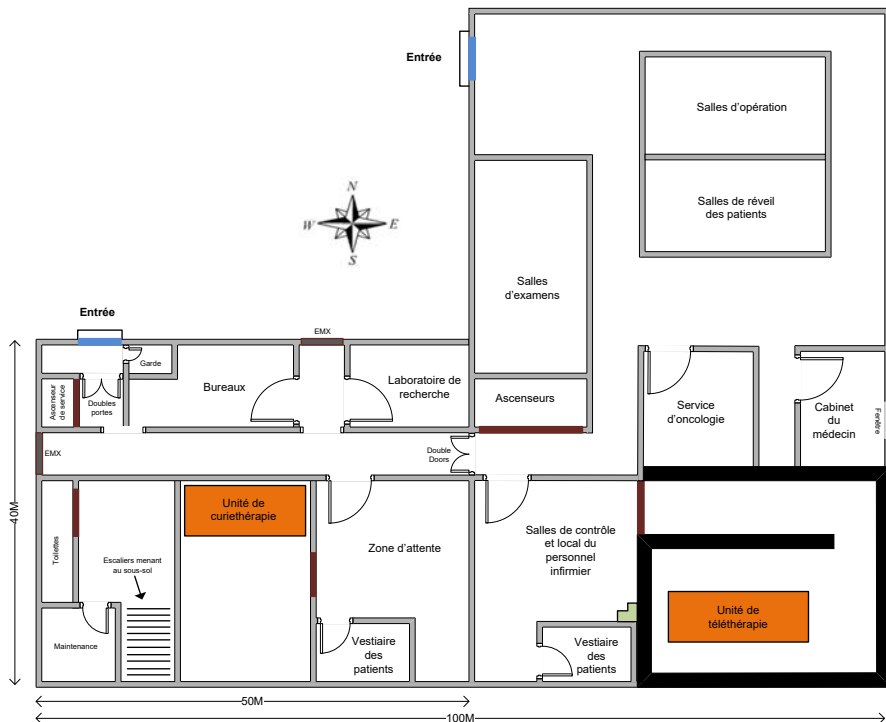 Entrée
Salles d'opération
Salles de réveil
des patients
N
W
E
S
Salles
d'examens
Entrée
EMX
Garde
Bureaux
Laboratoire de
recherche
Ascenseur
de service
Doubles
portes
Ascenseurs
Service
d'oncologie
Cabinet
du
médecin
Fenêtre
Double
Doors
EMX
40M
Unité de
curiethérapie
Toilettes
Zone d'attente
Salles de contrôle
et local du
personnel
infirmier
Escaliers menant
au sous-sol
Unité de
téléthérapie
Maintenance
Vestiaire
des
patients
Vestiaire
des
patients
50M
100M